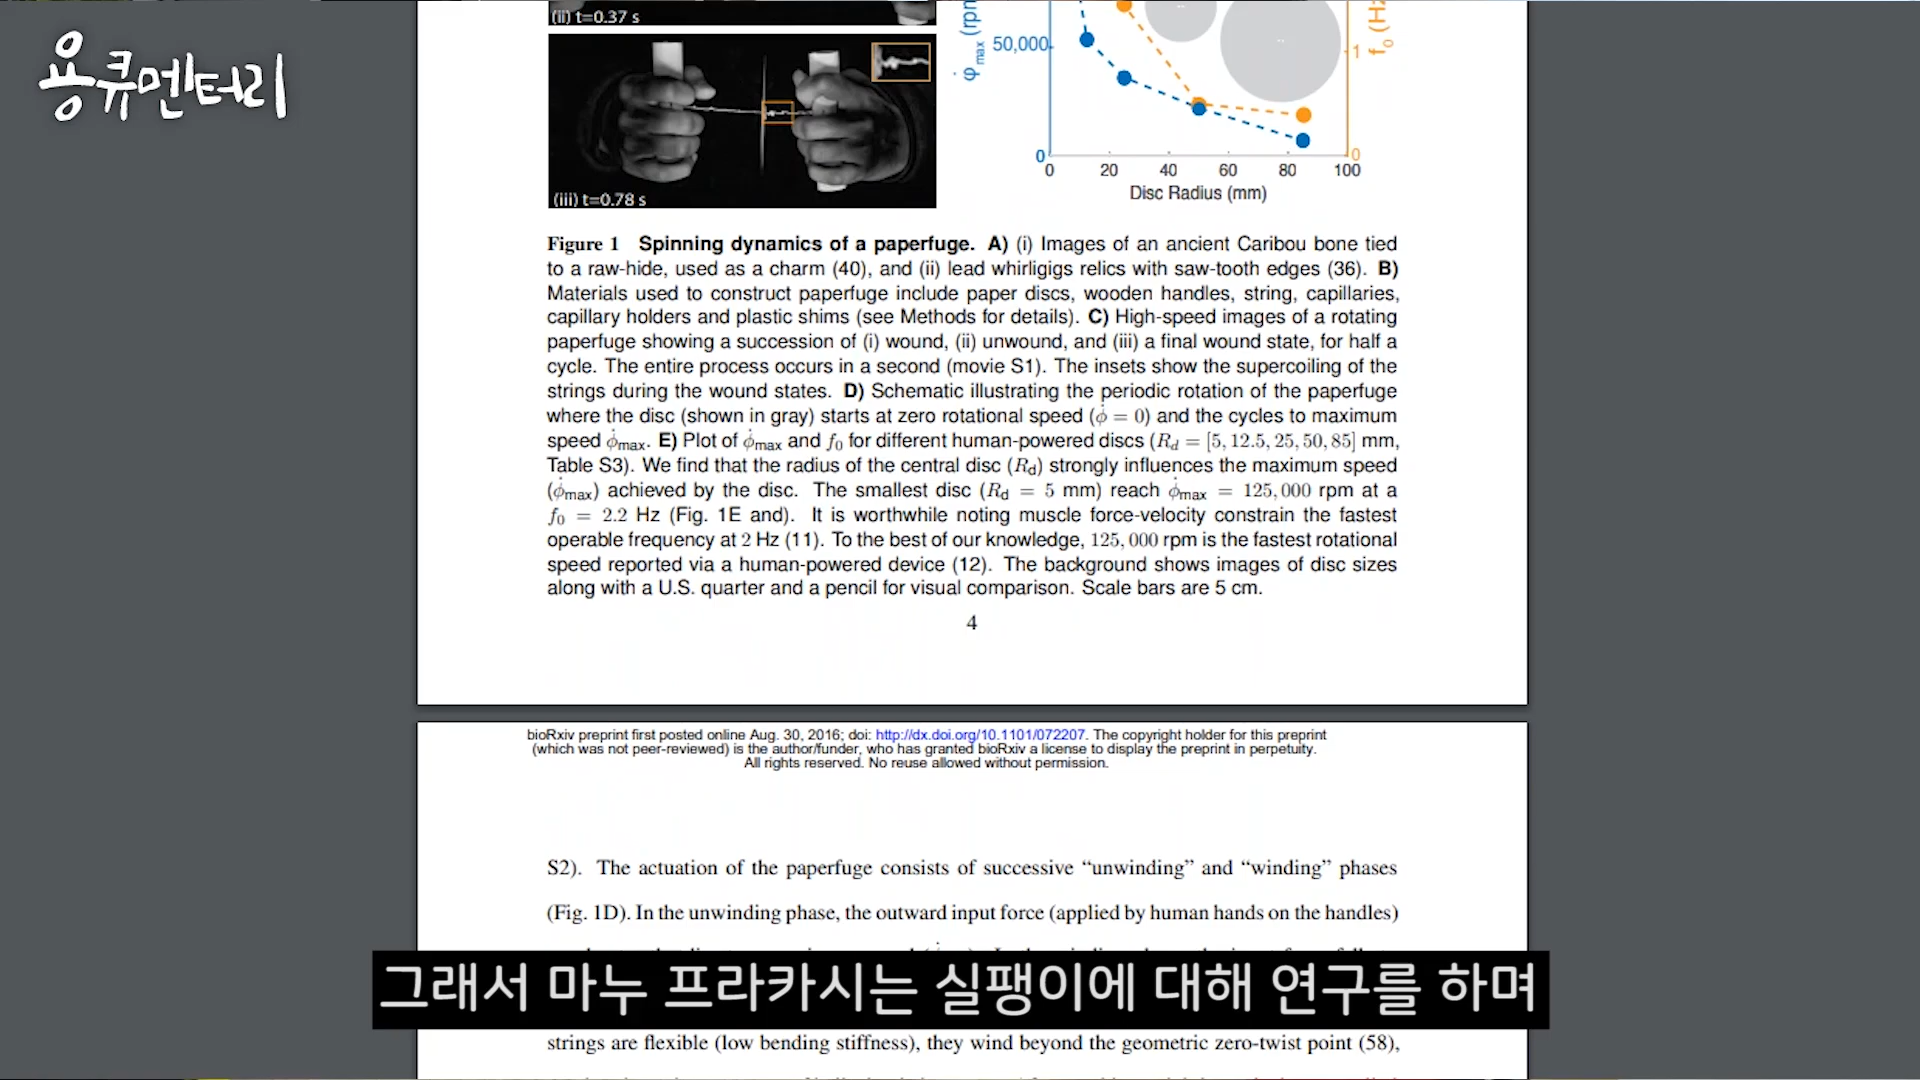 용큐멘터리
(ii) t=0.37 s
(iii) t=0.78 s
φ̇max (rpm
50,000
0
1
f0 (Hz
0
0 20 40 60 80 100
Disc Radius (mm)
Figure 1 Spinning dynamics of a paperfuge. A) (i) Images of an ancient Caribou bone tied
to a raw-hide, used as a charm (40), and (ii) lead whirligigs relics with saw-tooth edges (36). B)
Materials used to construct paperfuge include paper discs, wooden handles, string, capillaries,
capillary holders and plastic shims (see Methods for details). C) High-speed images of a rotating
paperfuge showing a succession of (i) wound, (ii) unwound, and (iii) a final wound state, for half a
cycle. The entire process occurs in a second (movie S1). The insets show the supercoiling of the
strings during the wound states. D) Schematic illustrating the periodic rotation of the paperfuge
where the disc (shown in gray) starts at zero rotational speed (φ̇ = 0) and the cycles to maximum
speed φ̇max. E) Plot of φ̇max and f0 for different human-powered discs (Rd = [5, 12.5, 25, 50, 85] mm,
Table S3). We find that the radius of the central disc (Rd) strongly influences the maximum speed
(φ̇max) achieved by the disc. The smallest disc (Rd = 5 mm) reach φ̇max = 125,000 rpm at a
f0 = 2.2 Hz (Fig. 1E and). It is worthwhile noting muscle force-velocity constrain the fastest
operable frequency at 2 Hz (11). To the best of our knowledge, 125,000 rpm is the fastest rotational
speed reported via a human-powered device (12). The background shows images of disc sizes
along with a U.S. quarter and a pencil for visual comparison. Scale bars are 5 cm.
4
bioRxiv preprint first posted online Aug. 30, 2016; doi: http://dx.doi.org/10.1101/072207. The copyright holder for this preprint
(which was not peer-reviewed) is the author/funder, who has granted bioRxiv a license to display the preprint in perpetuity.
All rights reserved. No reuse allowed without permission.
S2). The actuation of the paperfuge consists of successive “unwinding” and “winding” phases
(Fig. 1D). In the unwinding phase, the outward input force (applied by human hands on the handles)
그래서 마누 프라카시는 실팽이에 대해 연구를 하며
strings are flexible (low bending stiffness), they wind beyond the geometric zero-twist point (58),